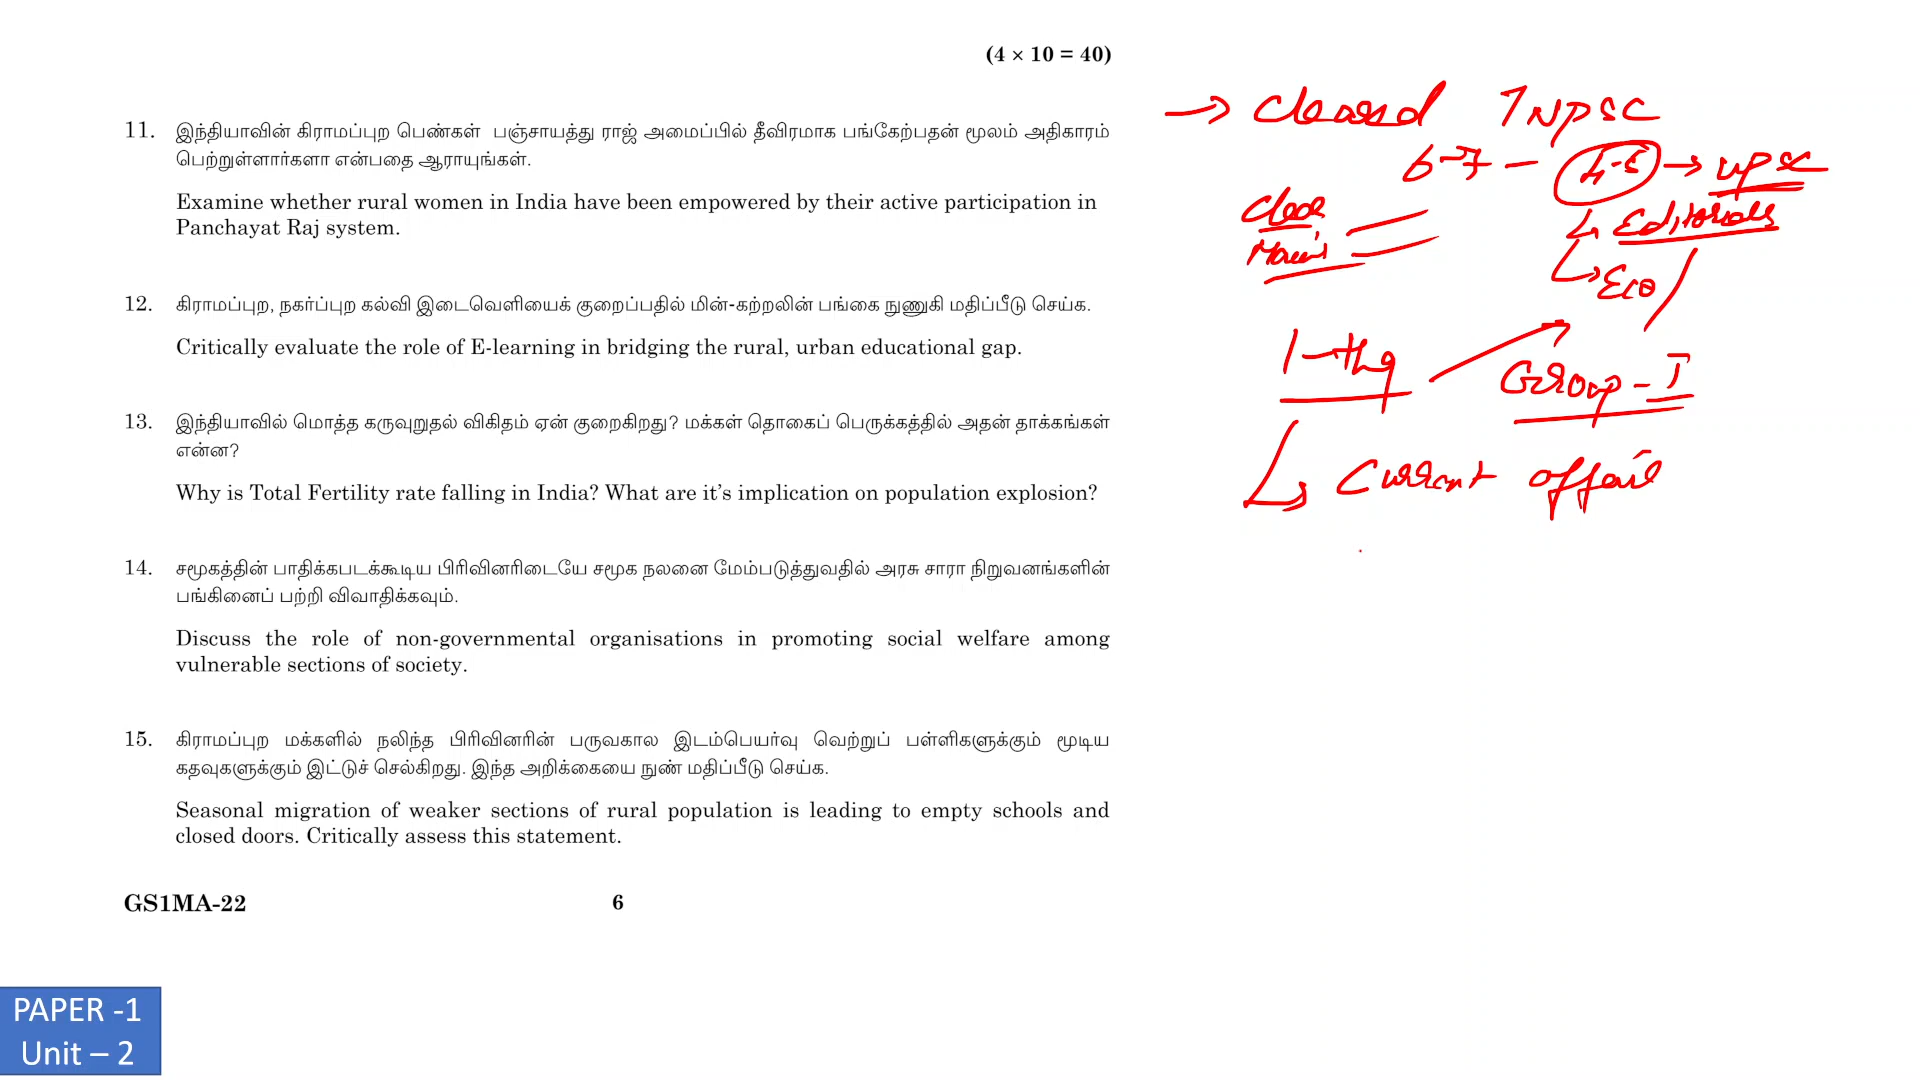 (4 × 10 = 40)
11. இந்தியாவின் கிராமப்புற பெண்கள் பஞ்சாயத்து ராஜ் அமைப்பில் தீவிரமாக பங்கேற்பதன் மூலம் அதிகாரம்
பெற்றுள்ளார்களா என்பதை ஆராயுங்கள்.
Examine whether rural women in India have been empowered by their active participation in
Panchayat Raj system.
12. கிராமப்புற, நகர்ப்புற கல்வி இடைவெளியைக் குறைப்பதில் மின்-கற்றலின் பங்கை நுணுகி மதிப்பீடு செய்க.
Critically evaluate the role of E-learning in bridging the rural, urban educational gap.
13. இந்தியாவில் மொத்த கருவுறுதல் விகிதம் ஏன் குறைகிறது? மக்கள் தொகைப் பெருக்கத்தில் அதன் தாக்கங்கள்
என்ன?
Why is Total Fertility rate falling in India? What are it’s implication on population explosion?
14. சமூகத்தின் பாதிக்கபடக்கூடிய பிரிவினரிடையே சமூக நலனை மேம்படுத்துவதில் அரசு சாரா நிறுவனங்களின்
பங்கினைப் பற்றி விவாதிக்கவும்.
Discuss the role of non-governmental organisations in promoting social welfare among
vulnerable sections of society.
15. கிராமப்புற மக்களில் நலிந்த பிரிவினரின் பருவகால இடம்பெயர்வு வெற்றுப் பள்ளிகளுக்கும் மூடிய
கதவுகளுக்கும் இட்டுச் செல்கிறது. இந்த அறிக்கையை நுண் மதிப்பீடு செய்க.
Seasonal migration of weaker sections of rural population is leading to empty schools and
closed doors. Critically assess this statement.
GS1MA-22 6
PAPER -1
Unit – 2
→ Cleared TNPSC
6-7 – 4-5 → UPSC
Clear
Mains
↳ Editorials
↳ Eco
Group - I
↳ Current affair